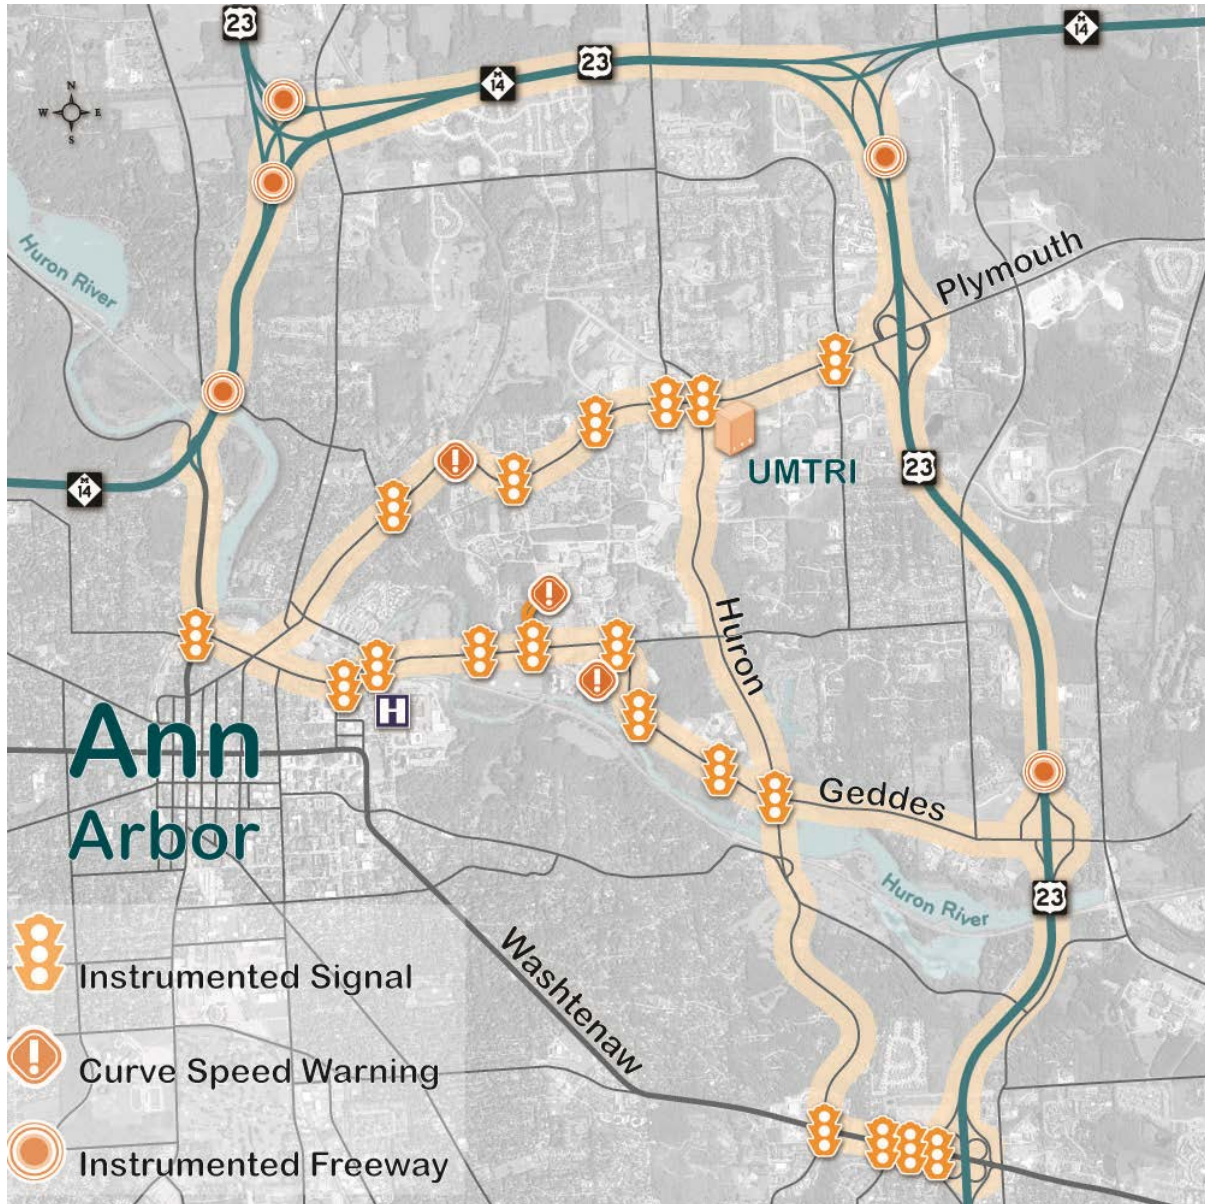 23
M
14
23
M
14
N
W E
S
Huron River
Plymouth
23
UMTRI
M
14
Huron
H
Ann
Arbor
Geddes
Huron River
23
Washtenaw
Instrumented Signal
Curve Speed Warning
Instrumented Freeway